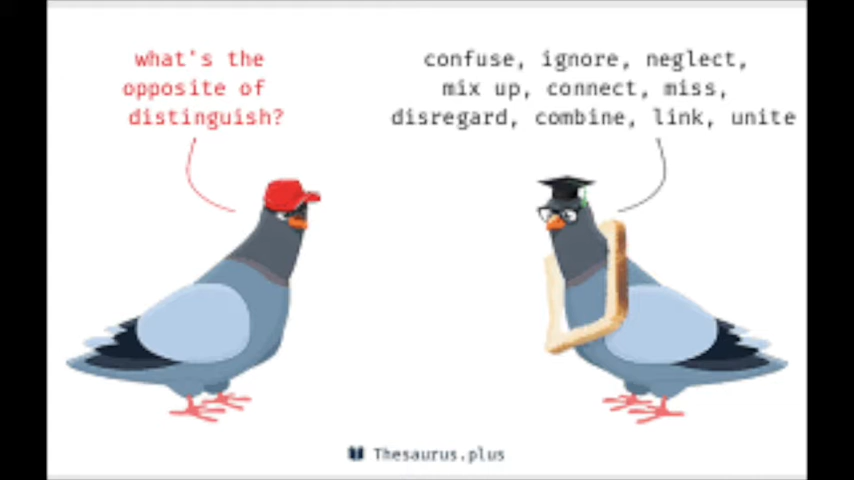 what's the
opposite of
distinguish?
confuse, ignore, neglect,
mix up, connect, miss,
disregard, combine, link, unite
Thesaurus.plus